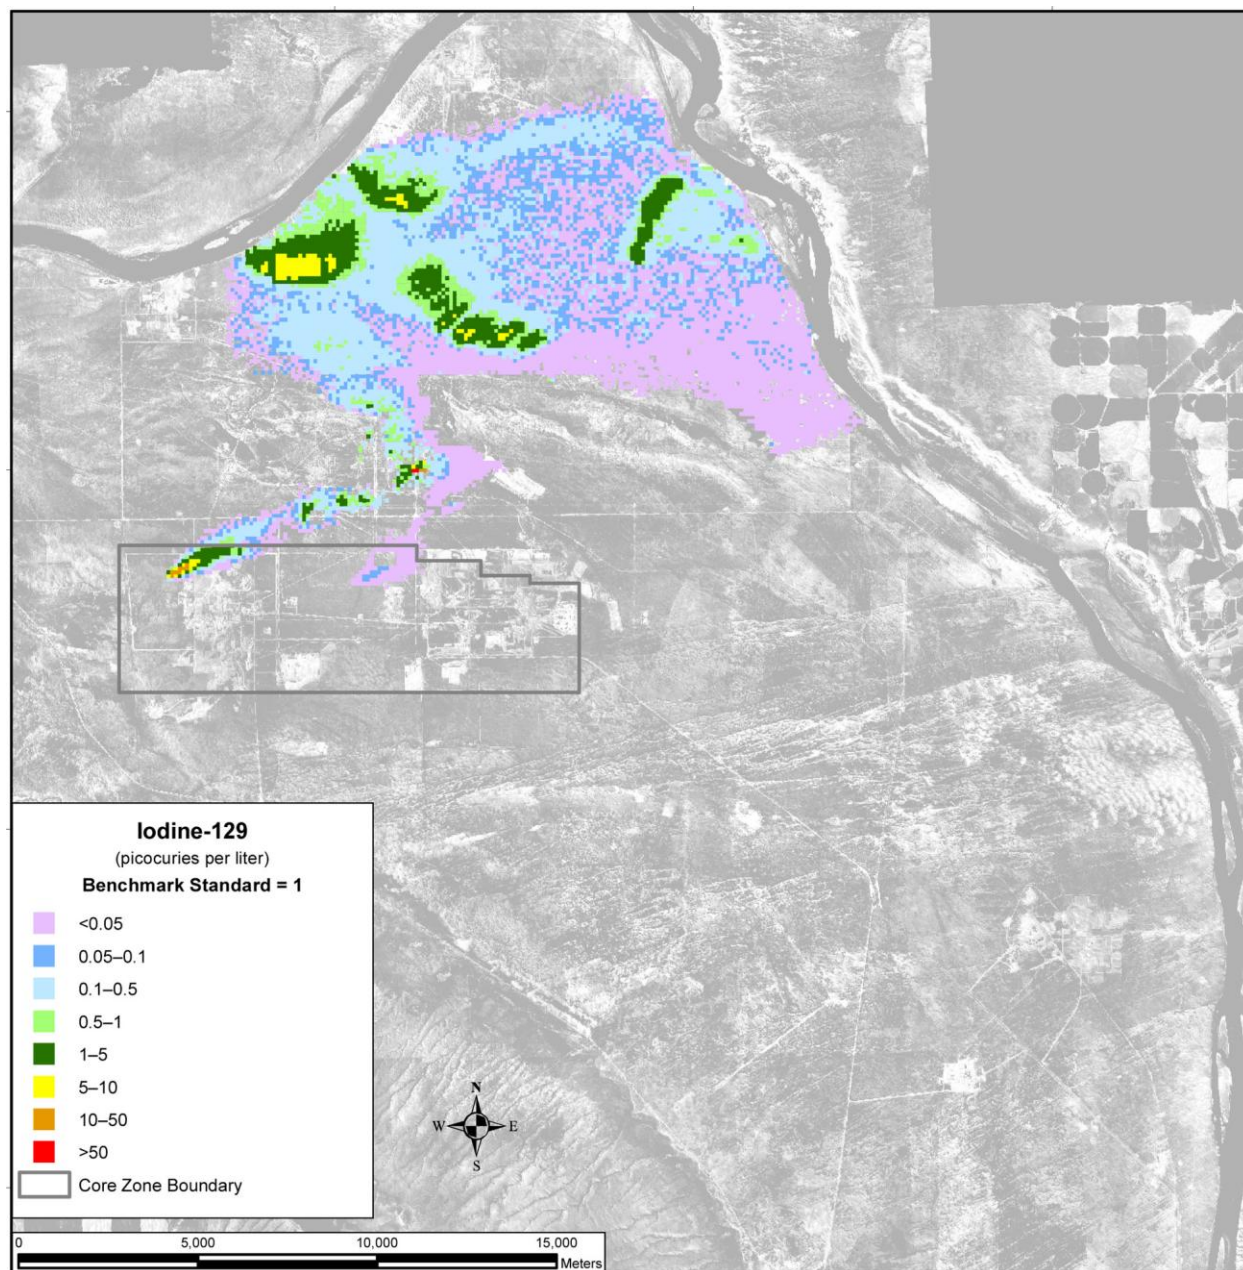 Iodine-129
(picocuries per liter)
Benchmark Standard = 1
<0.05
0.05–0.1
0.1–0.5
0.5–1
1–5
5–10
10–50
>50
Core Zone Boundary
N
W E
S
0 5,000 10,000 15,000
Meters